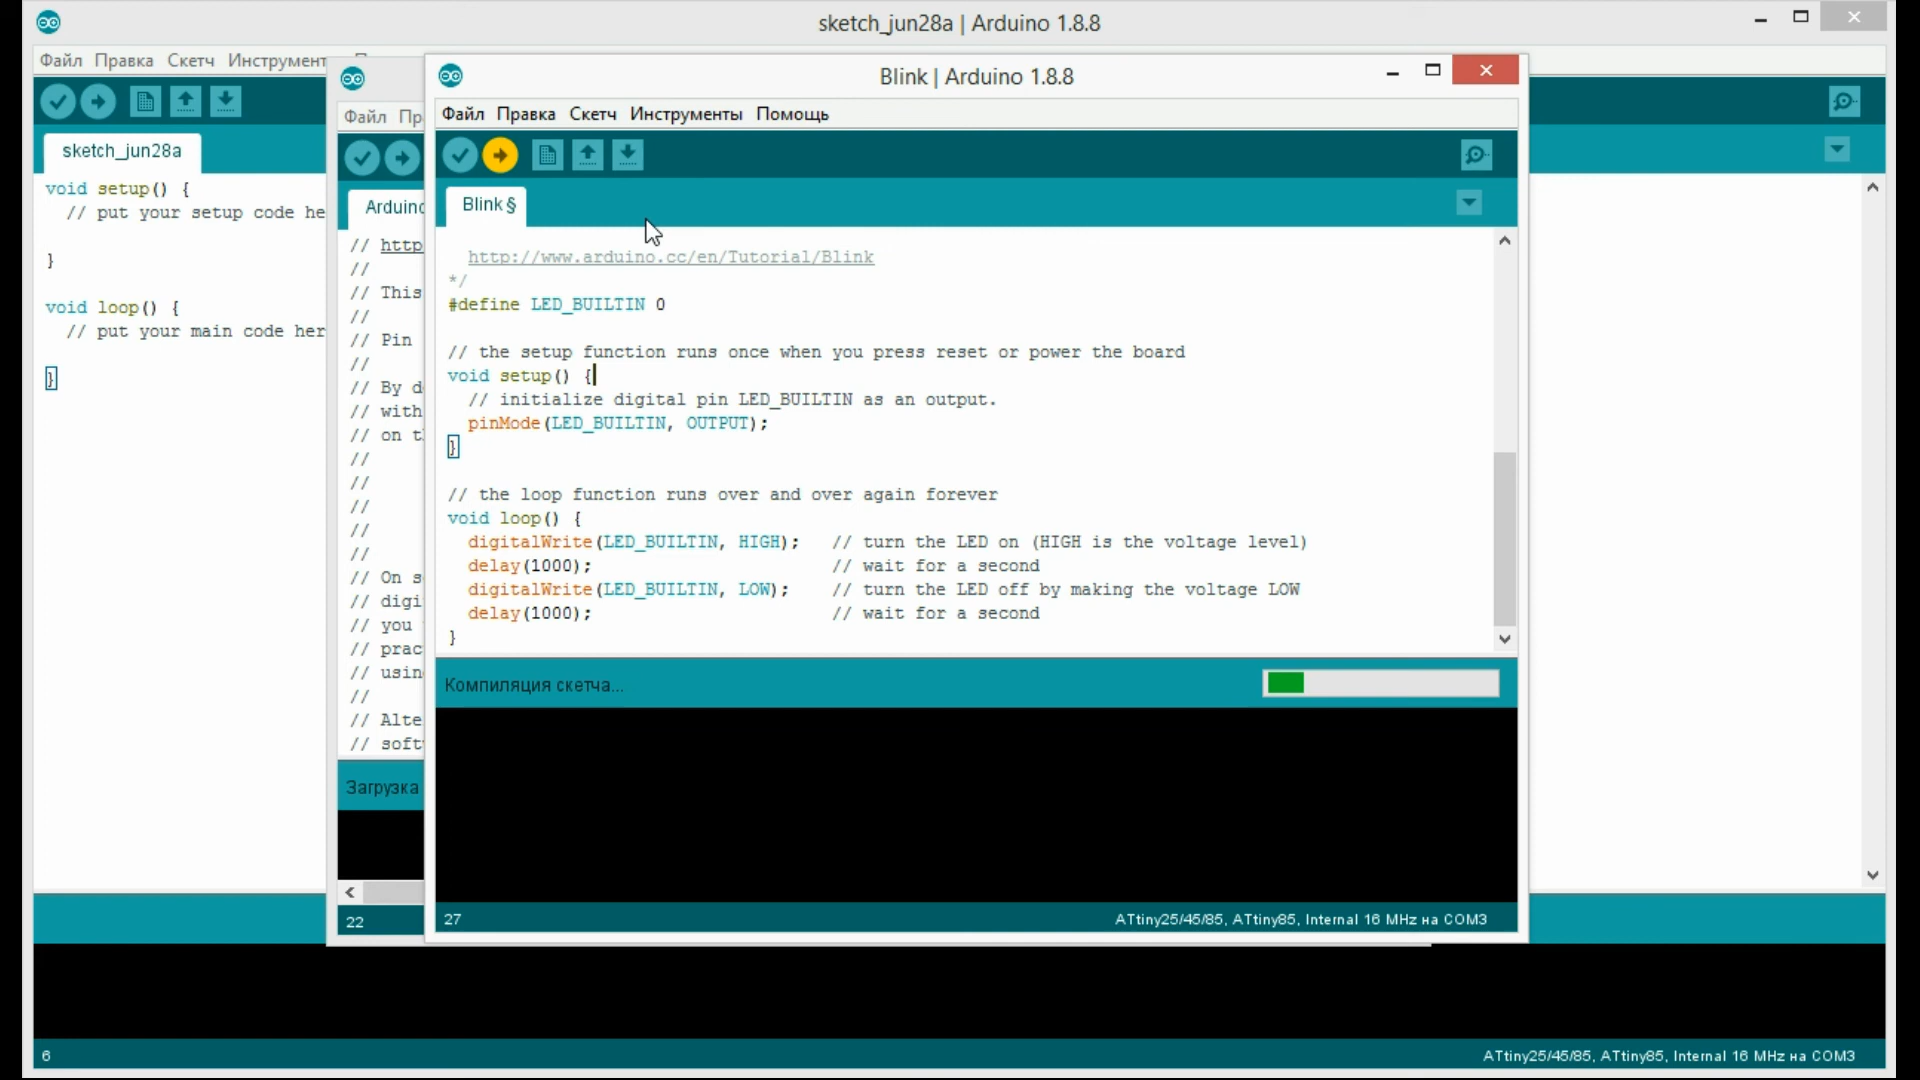 sketch_jun28a | Arduino 1.8.8
Файл Правка Скетч Инструмент
sketch_jun28a
void setup() {
// put your setup code he
}
void loop() {
// put your main code her
}
6
ATtiny25/45/85, ATtiny85, Internal 16 MHz на COM3
Файл Пр
Arduino
// http
//
// This
//
// Pin
//
// By d
// with
// on t
//
//
//
//
//
// On s
// digi
// you
// prac
// usin
//
// Alte
// soft
Загрузка
22
Blink | Arduino 1.8.8
Файл Правка Скетч Инструменты Помощь
Blink §
http://www.arduino.cc/en/Tutorial/Blink
*/
#define LED_BUILTIN 0
// the setup function runs once when you press reset or power the board
void setup() {
// initialize digital pin LED_BUILTIN as an output.
pinMode(LED_BUILTIN, OUTPUT);
}
// the loop function runs over and over again forever
void loop() {
digitalWrite(LED_BUILTIN, HIGH); // turn the LED on (HIGH is the voltage level)
delay(1000); // wait for a second
digitalWrite(LED_BUILTIN, LOW); // turn the LED off by making the voltage LOW
delay(1000); // wait for a second
}
Компиляция скетча...
27
ATtiny25/45/85, ATtiny85, Internal 16 MHz на COM3